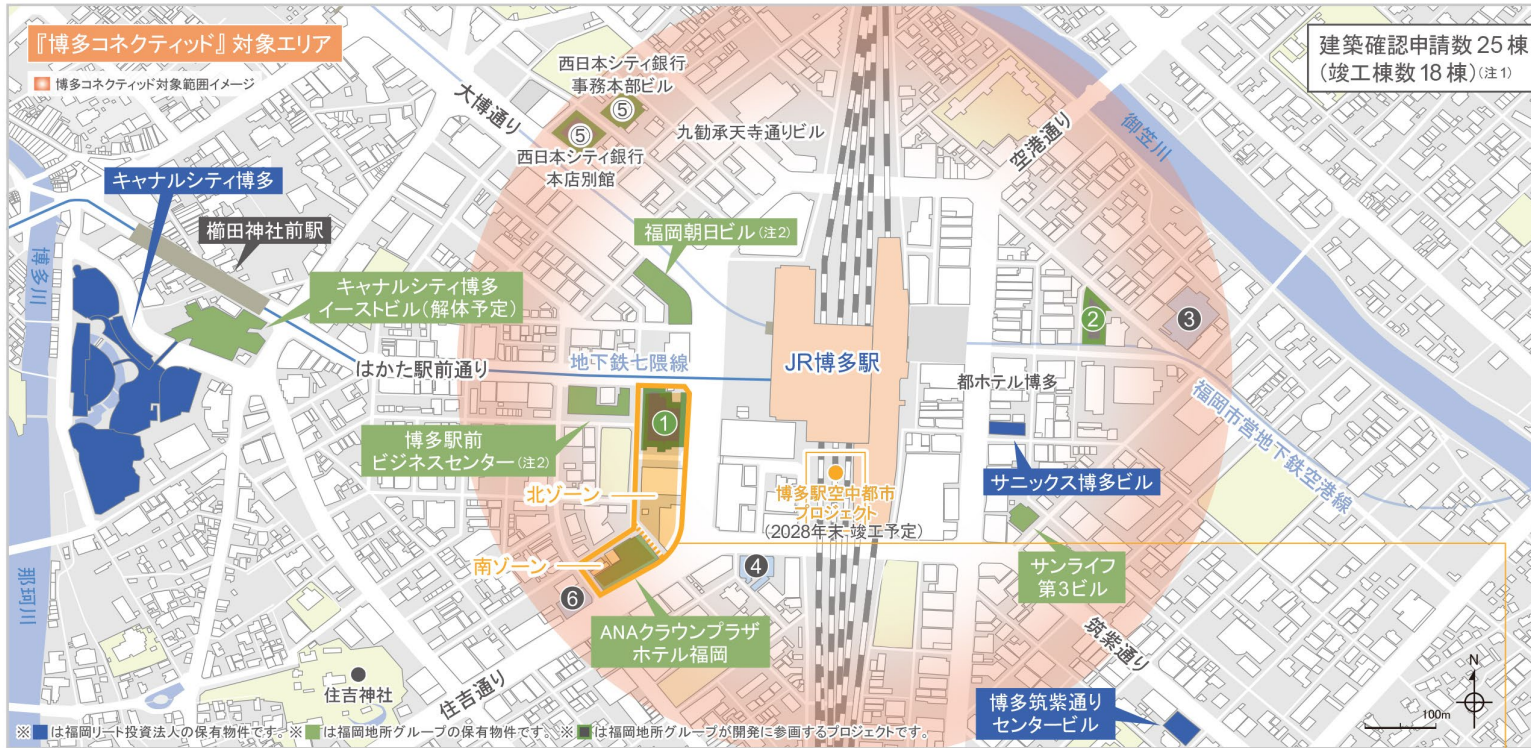 『博多コネクティッド』対象エリア
博多コネクティッド対象範囲イメージ
建築確認申請数 25 棟
(竣工棟数 18 棟)(注1)
西日本シティ銀行
事務本部ビル
⑤
⑤
西日本シティ銀行
本店別館
大博通り
九勧承天寺通りビル
空港通り
御笠川
キャナルシティ博多
櫛田神社前駅
博多川
キャナルシティ博多
イーストビル(解体予定)
福岡朝日ビル(注2)
はかた駅前通り
地下鉄七隈線
JR博多駅
2
3
都ホテル博多
福岡市営地下鉄空港線
1
博多駅前
ビジネスセンター(注2)
北ゾーン
博多駅空中都市
プロジェクト
(2028年末 竣工予定)
サニックス博多ビル
南ゾーン
4
サンライフ
第3ビル
6
ANAクラウンプラザ
ホテル福岡
那珂川
住吉神社
住吉通り
筑紫通り
博多筑紫通り
センタービル
N
100m
※■は福岡リート投資法人の保有物件です。※■は福岡地所グループの保有物件です。※■は福岡地所グループが開発に参画するプロジェクトです。